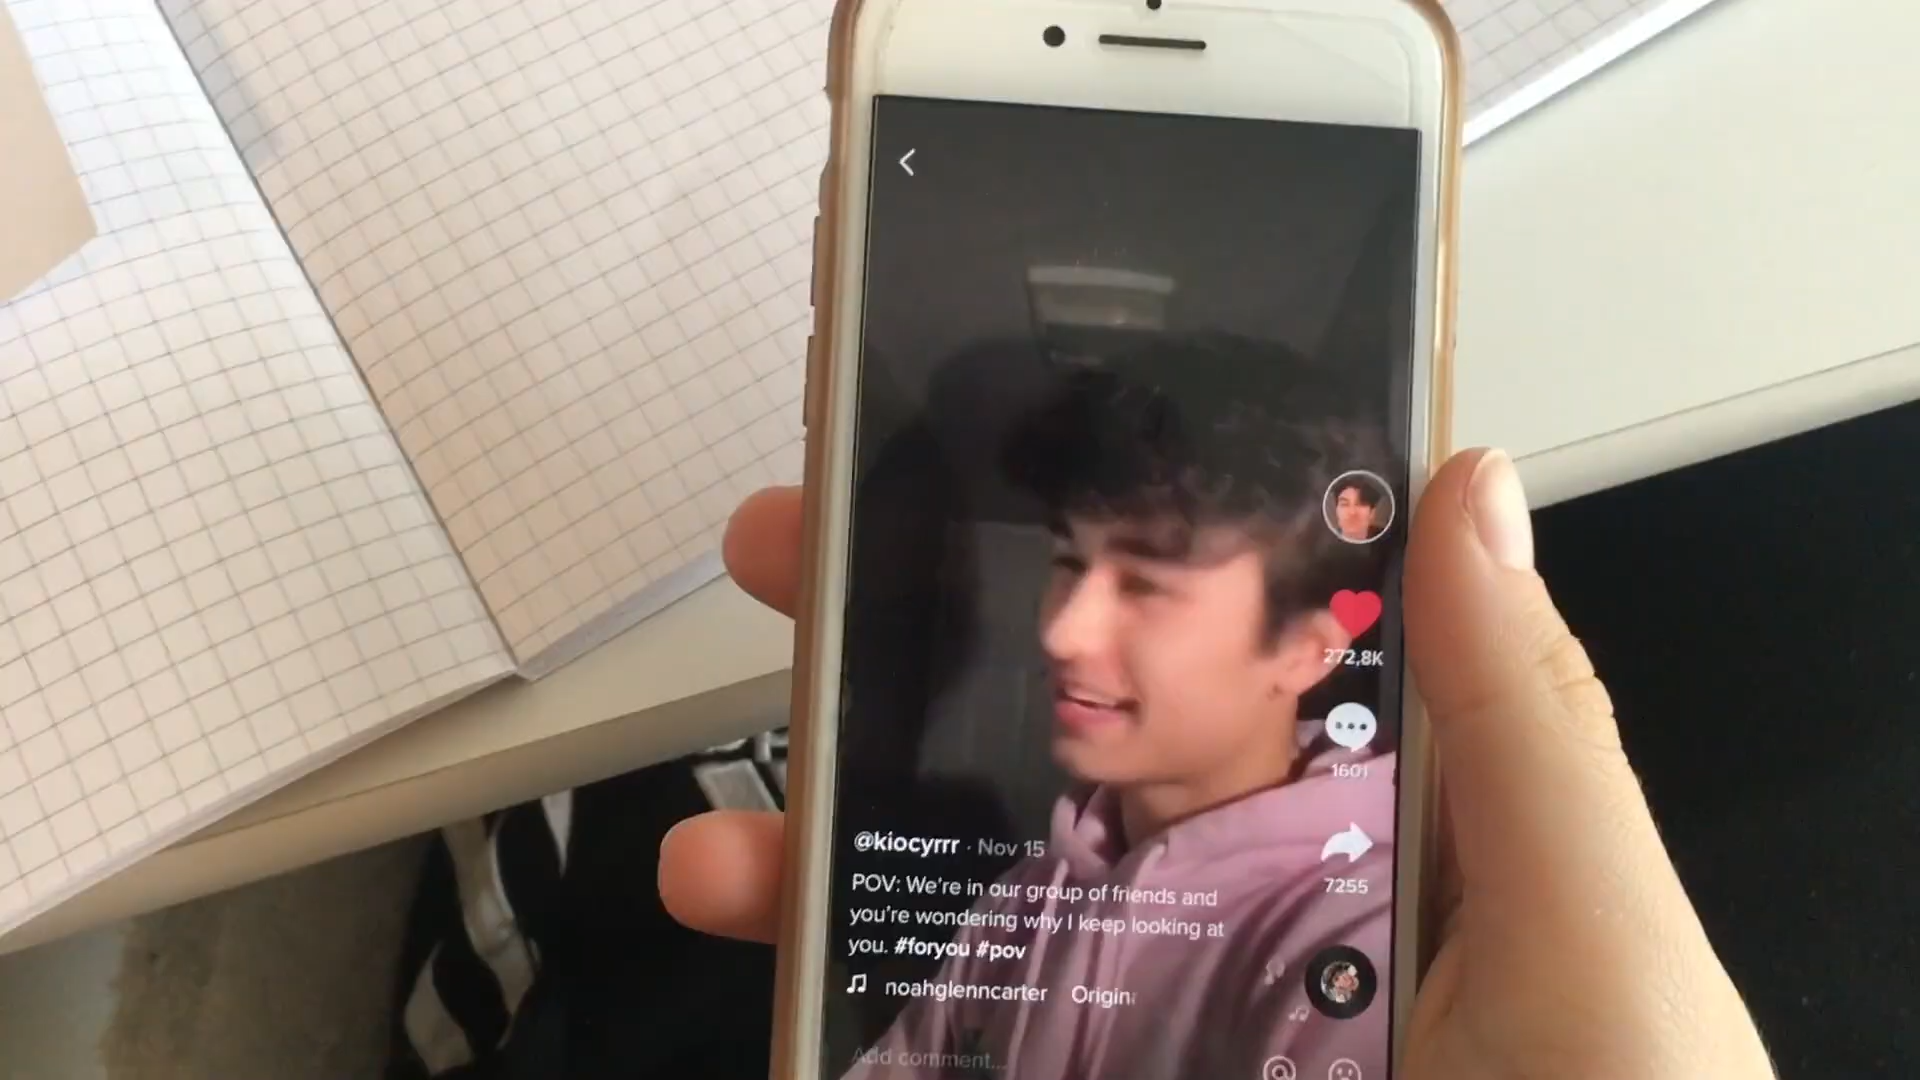 272,8K
1601
7255
@kiocyrrr · Nov 15
POV: We're in our group of friends and
you're wondering why I keep looking at
you. #foryou #pov
noahglenncarter Origin
Add comment...